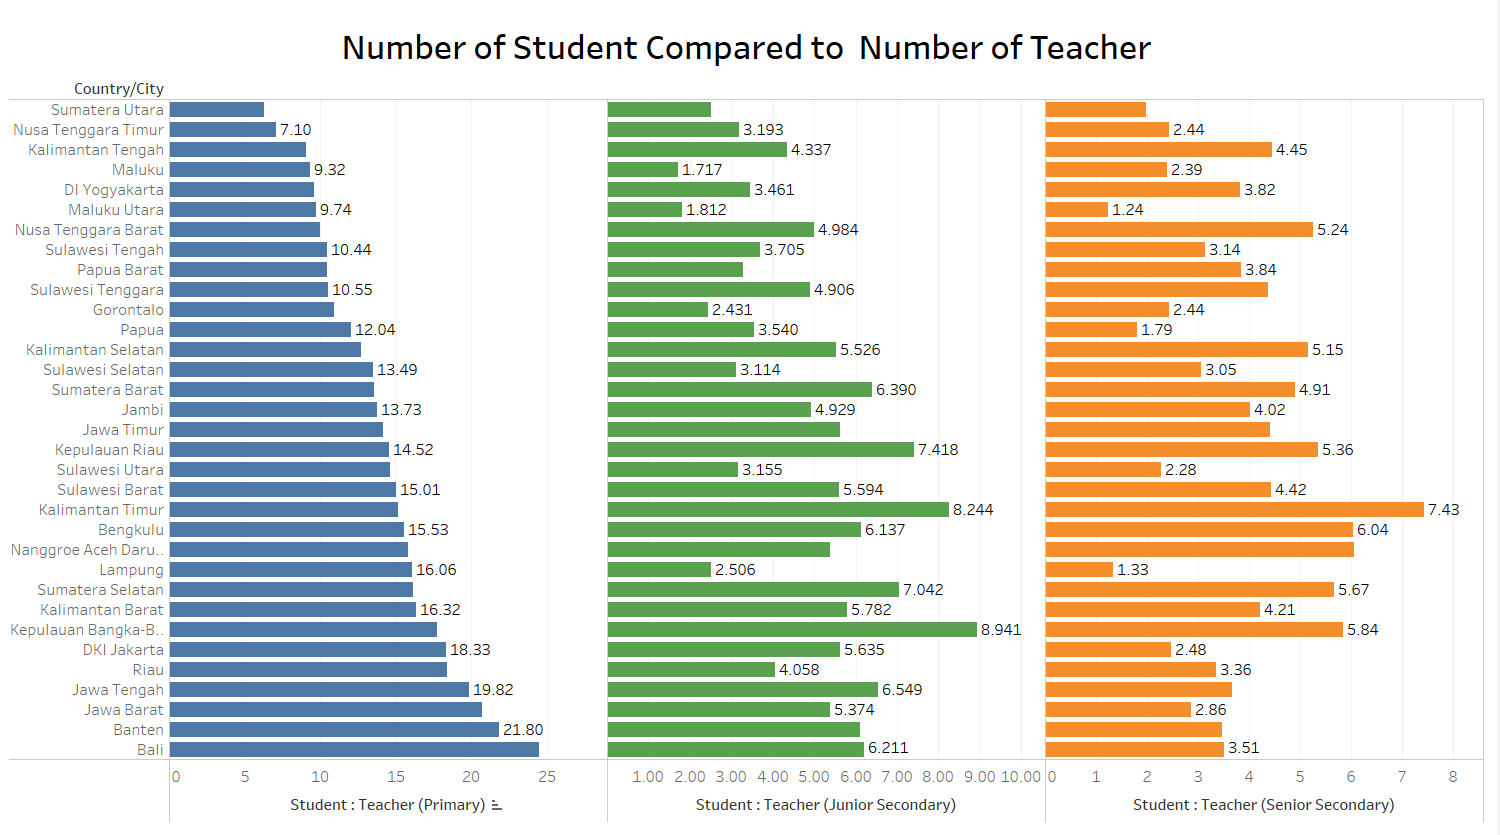 Number of Student Compared to  Number of Teacher
Country/City
Sumatera Utara
Nusa Tenggara Timur 7.10 3.193 2.44
Kalimantan Tengah 4.337 4.45
Maluku 9.32 1.717 2.39
DI Yogyakarta 3.461 3.82
Maluku Utara 9.74 1.812 1.24
Nusa Tenggara Barat 4.984 5.24
Sulawesi Tengah 10.44 3.705 3.14
Papua Barat 3.84
Sulawesi Tenggara 10.55 4.906
Gorontalo 2.431 2.44
Papua 12.04 3.540 1.79
Kalimantan Selatan 5.526 5.15
Sulawesi Selatan 13.49 3.114 3.05
Sumatera Barat 6.390 4.91
Jambi 13.73 4.929 4.02
Jawa Timur
Kepulauan Riau 14.52 7.418 5.36
Sulawesi Utara 3.155 2.28
Sulawesi Barat 15.01 5.594 4.42
Kalimantan Timur 8.244 7.43
Bengkulu 15.53 6.137 6.04
Nanggroe Aceh Daru..
Lampung 16.06 2.506 1.33
Sumatera Selatan 7.042 5.67
Kalimantan Barat 16.32 5.782 4.21
Kepulauan Bangka-B.. 8.941 5.84
DKI Jakarta 18.33 5.635 2.48
Riau 4.058 3.36
Jawa Tengah 19.82 6.549
Jawa Barat 5.374 2.86
Banten 21.80
Bali 6.211 3.51
0 5 10 15 20 25 1.00 2.00 3.00 4.00 5.00 6.00 7.00 8.00 9.00 10.00 0 1 2 3 4 5 6 7 8
Student : Teacher (Primary) Student : Teacher (Junior Secondary) Student : Teacher (Senior Secondary)